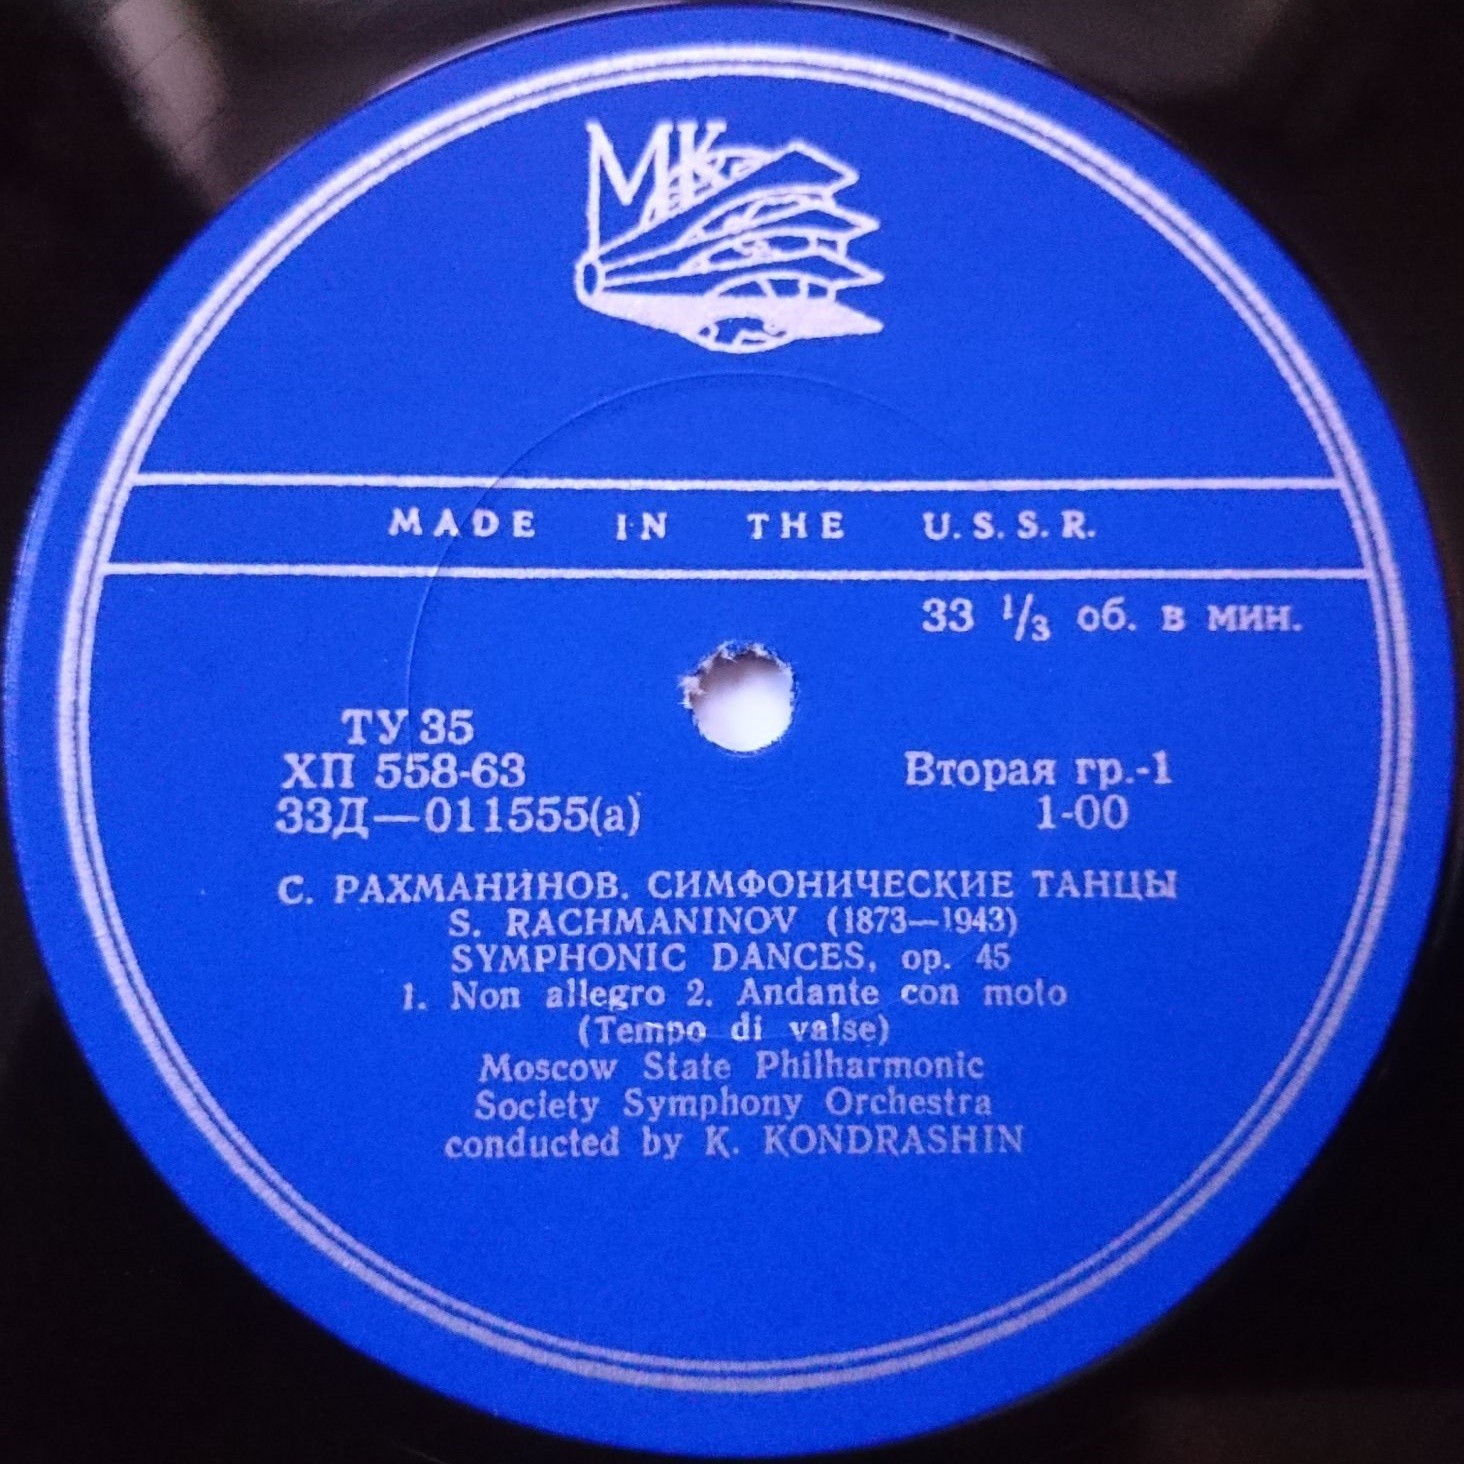 МК
MADE IN THE U.S.S.R.
33 1/3 об. в мин.
ТУ 35
ХП 558-63
33Д—011555(а)
Вторая гр.-1
1-00
С. РАХМАНИНОВ. СИМФОНИЧЕСКИЕ ТАНЦЫ
S. RACHMANINOV (1873—1943)
SYMPHONIC DANCES, op. 45
1. Non allegro 2. Andante con moto
(Tempo di valse)
Moscow State Philharmonic
Society Symphony Orchestra
conducted by K. KONDRASHIN